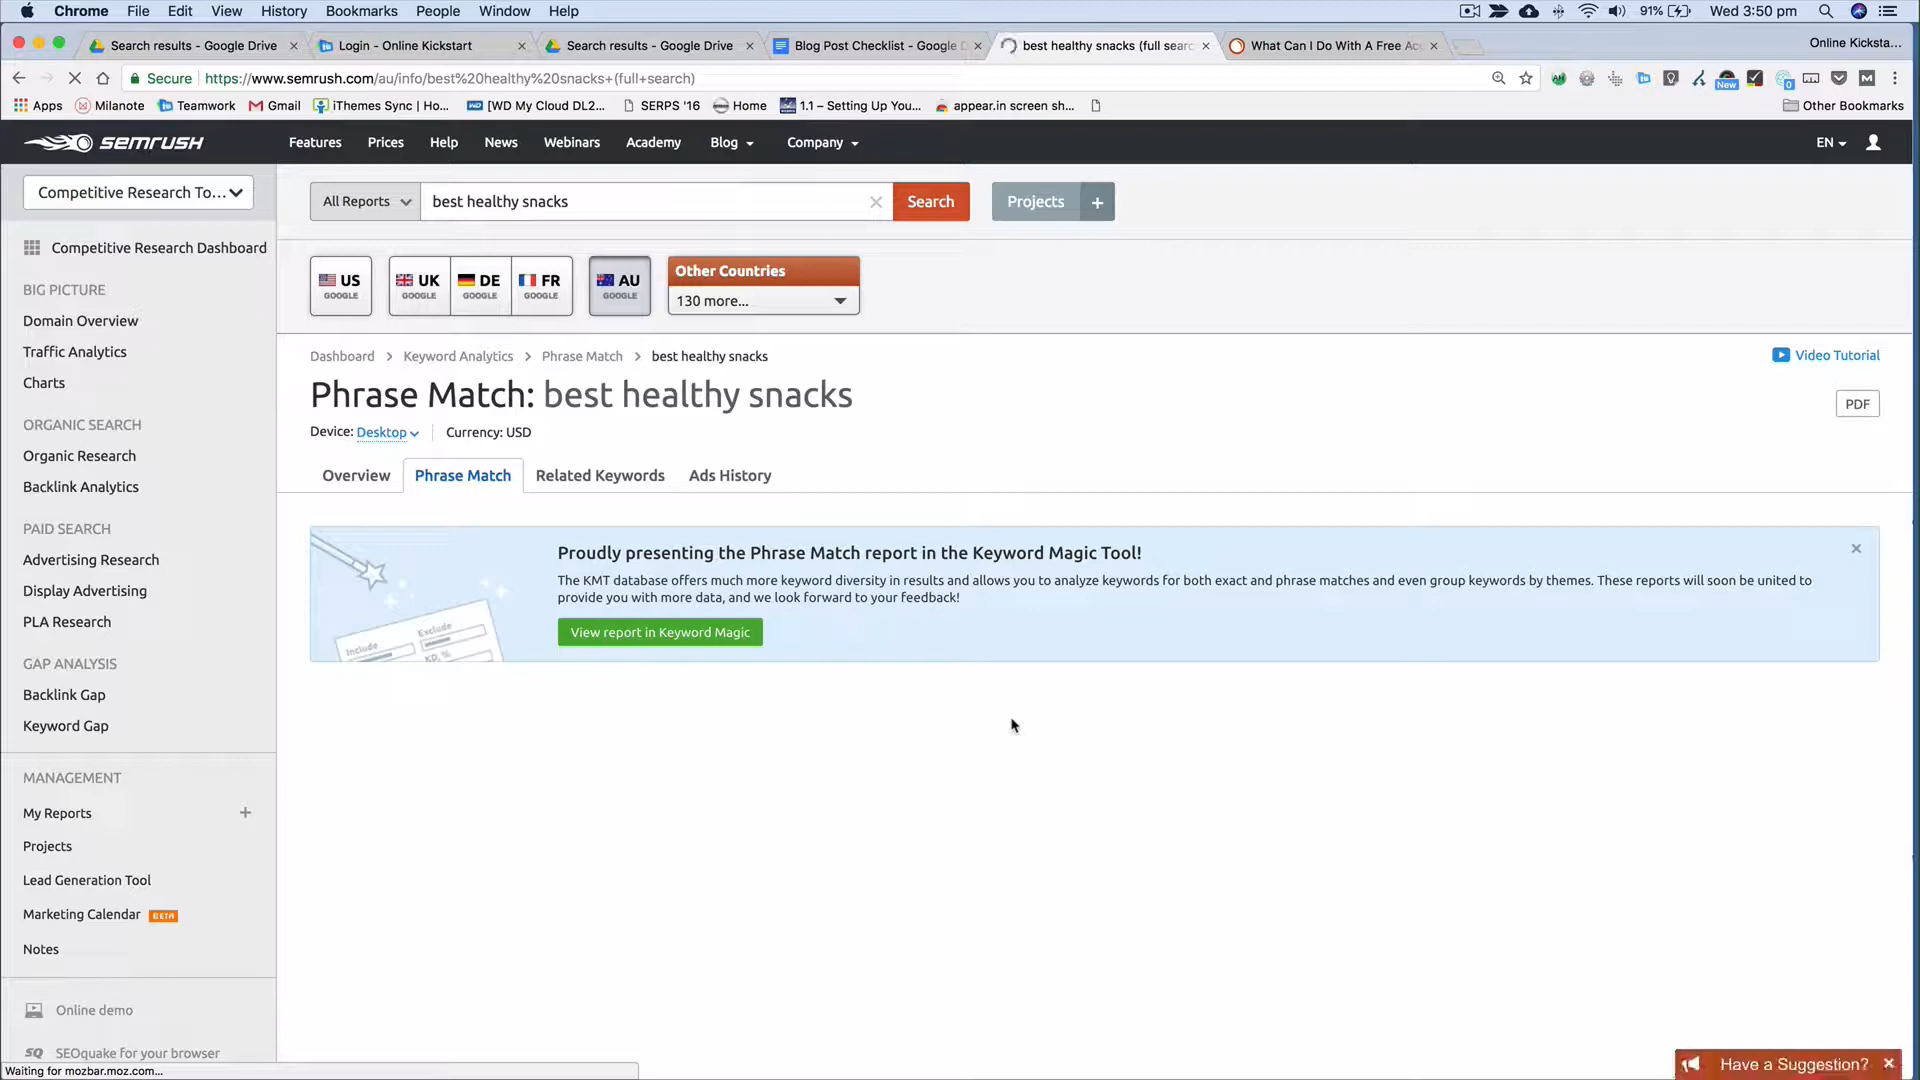 Chrome File Edit View History Bookmarks People Window Help 91% Wed 3:50 pm
Search results - Google Drive Login - Online Kickstart Search results - Google Drive Blog Post Checklist - Google D best healthy snacks (full searc What Can I Do With A Free Acc Online Kicksta...
Secure https://www.semrush.com/au/info/best%20healthy%20snacks+(full+search)
Apps Milanote Teamwork Gmail iThemes Sync | Ho... [WD My Cloud DL2... SERPS '16 Home 1.1 – Setting Up You... appear.in screen sh... Other Bookmarks
New
0
SEMRUSH Features Prices Help News Webinars Academy Blog Company EN
Competitive Research To...
All Reports best healthy snacks Search Projects +
Competitive Research Dashboard
US GOOGLE
UK GOOGLE
DE GOOGLE
FR GOOGLE
AU GOOGLE
Other Countries
130 more...
BIG PICTURE
Domain Overview
Traffic Analytics
Charts
ORGANIC SEARCH
Organic Research
Backlink Analytics
PAID SEARCH
Advertising Research
Display Advertising
PLA Research
GAP ANALYSIS
Backlink Gap
Keyword Gap
MANAGEMENT
My Reports +
Projects
Lead Generation Tool
Marketing Calendar BETA
Notes
Online demo
SQ SEOquake for your browser
Dashboard > Keyword Analytics > Phrase Match > best healthy snacks
Video Tutorial
Phrase Match: best healthy snacks
PDF
Device: Desktop Currency: USD
Overview Phrase Match Related Keywords Ads History
Proudly presenting the Phrase Match report in the Keyword Magic Tool!
The KMT database offers much more keyword diversity in results and allows you to analyze keywords for both exact and phrase matches and even group keywords by themes. These reports will soon be united to
provide you with more data, and we look forward to your feedback!
View report in Keyword Magic
Include
Exclude
KD, %
Waiting for mozbar.moz.com...
Have a Suggestion?